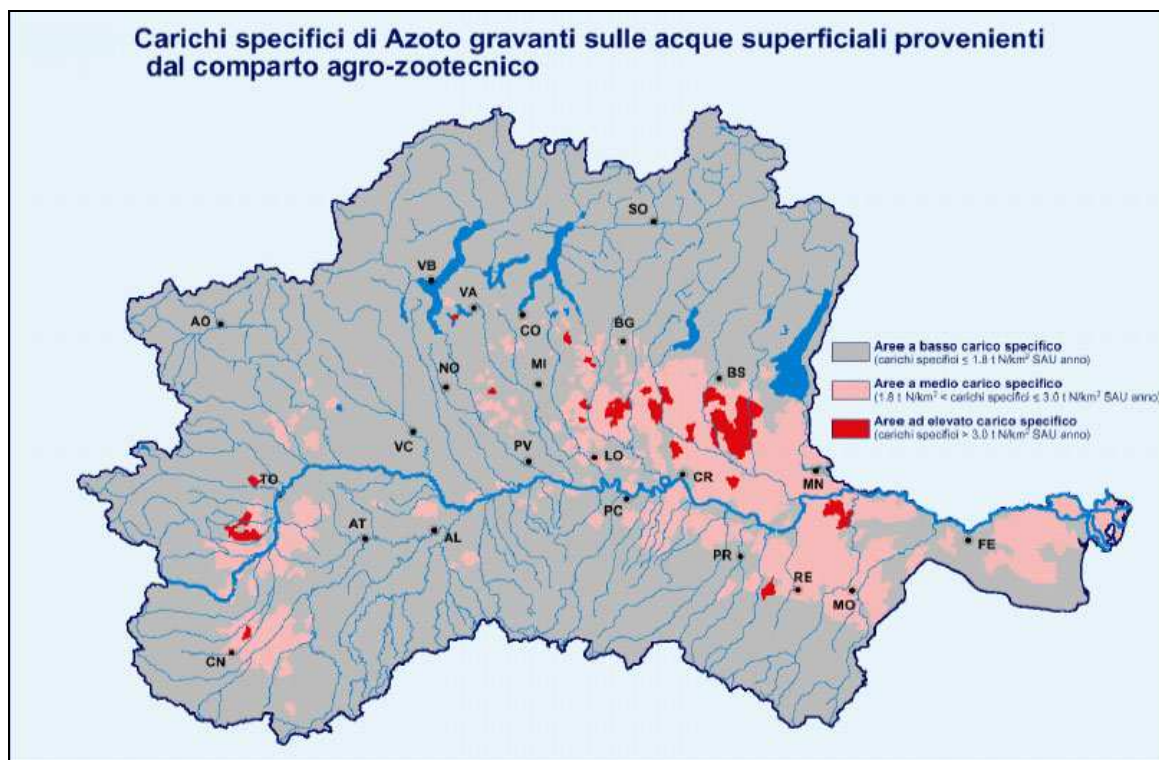 Carichi specifici di Azoto gravanti sulle acque superficiali provenienti
dal comparto agro-zootecnico
SO
VB
VA
AO
CO
BG
NO
MI
BS
Aree a basso carico specifico
(carichi specifici ≤ 1.8 t N/km² SAU anno)
Aree a medio carico specifico
(1.8 t N/km² < carichi specifici ≤ 3.0 t N/km² SAU anno)
Aree ad elevato carico specifico
(carichi specifici > 3.0 t N/km² SAU anno)
VC
PV
LO
TO
CR
MN
PC
AT
AL
FE
PR
RE
MO
CN